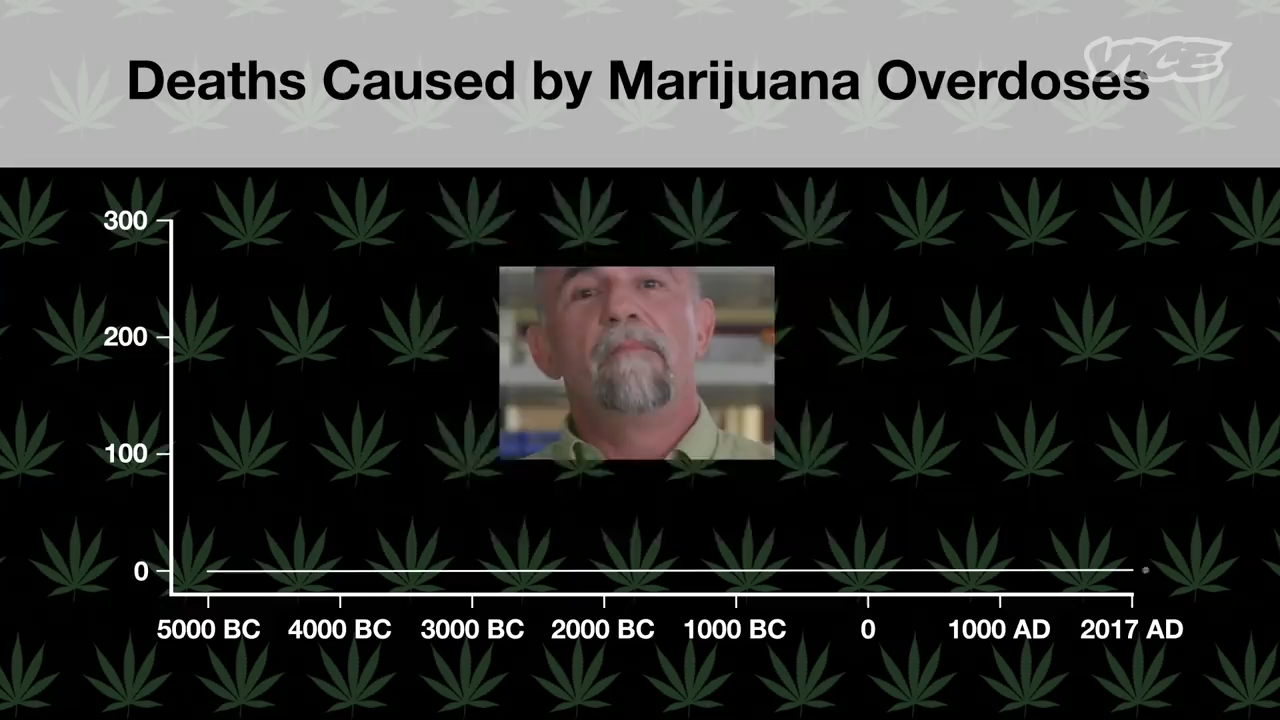 VICE
Deaths Caused by Marijuana Overdoses
300
200
100
0
5000 BC 4000 BC 3000 BC 2000 BC 1000 BC 0 1000 AD 2017 AD